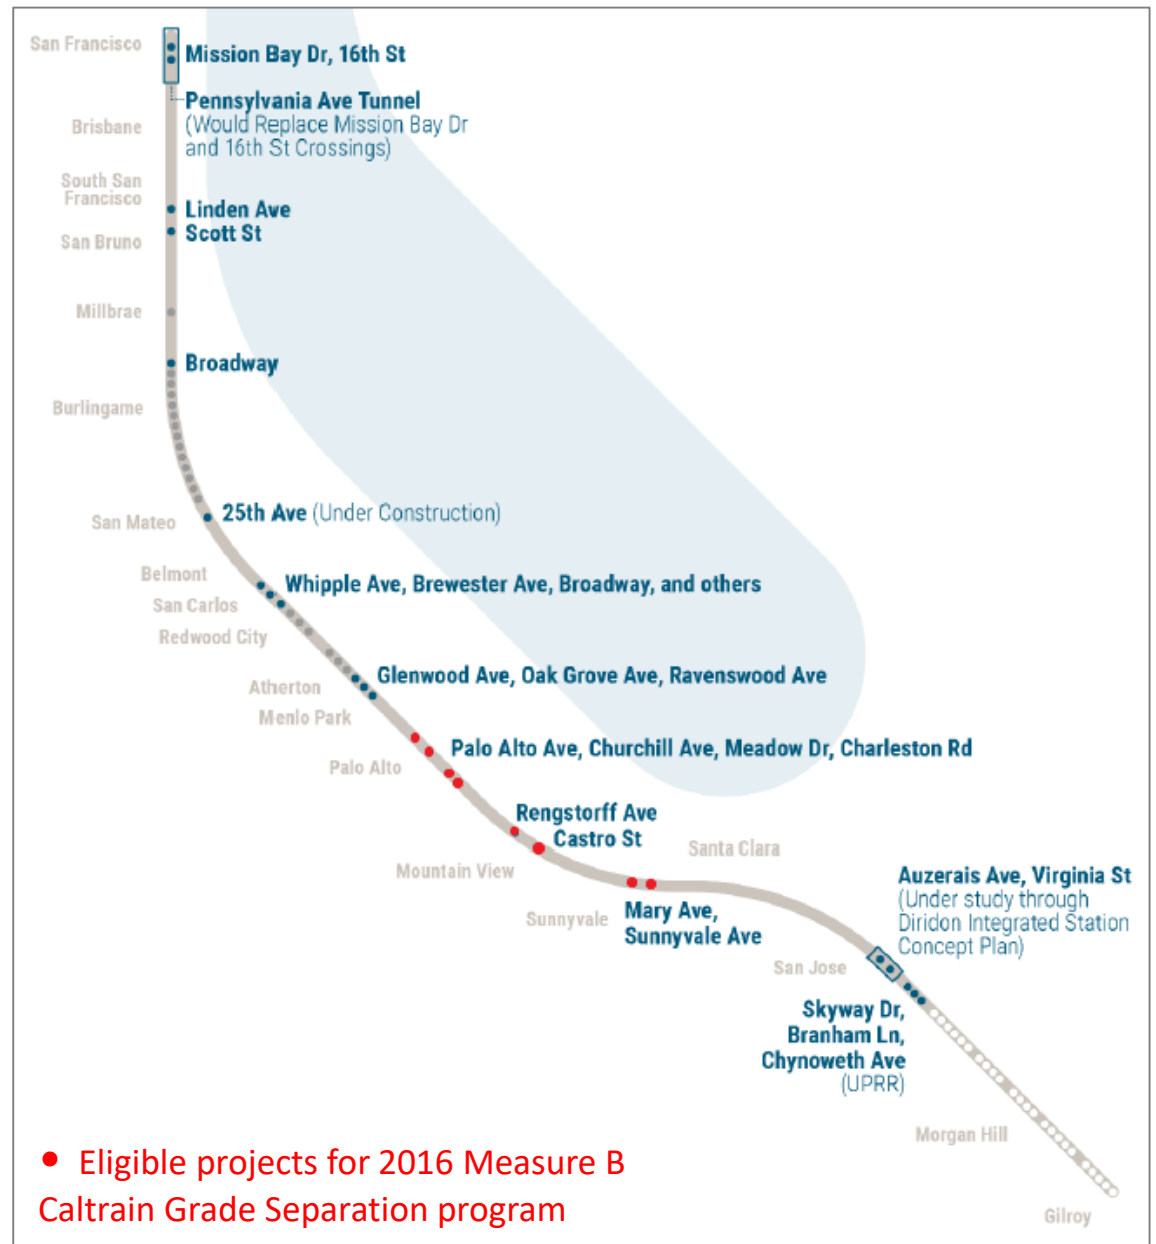 San Francisco
Mission Bay Dr, 16th St
Pennsylvania Ave Tunnel
(Would Replace Mission Bay Dr
and 16th St Crossings)
Brisbane
South San
Francisco
Linden Ave
San Bruno
Scott St
Millbrae
Broadway
Burlingame
25th Ave (Under Construction)
San Mateo
Belmont
Whipple Ave, Brewester Ave, Broadway, and others
San Carlos
Redwood City
Glenwood Ave, Oak Grove Ave, Ravenswood Ave
Atherton
Menlo Park
Palo Alto Ave, Churchill Ave, Meadow Dr, Charleston Rd
Palo Alto
Rengstorff Ave
Castro St
Santa Clara
Mountain View
Auzerais Ave, Virginia St
(Under study through
Diridon Integrated Station
Concept Plan)
Sunnyvale
Mary Ave,
Sunnyvale Ave
San Jose
Skyway Dr,
Branham Ln,
Chynoweth Ave
(UPRR)
Morgan Hill
• Eligible projects for 2016 Measure B
Caltrain Grade Separation program
Gilroy